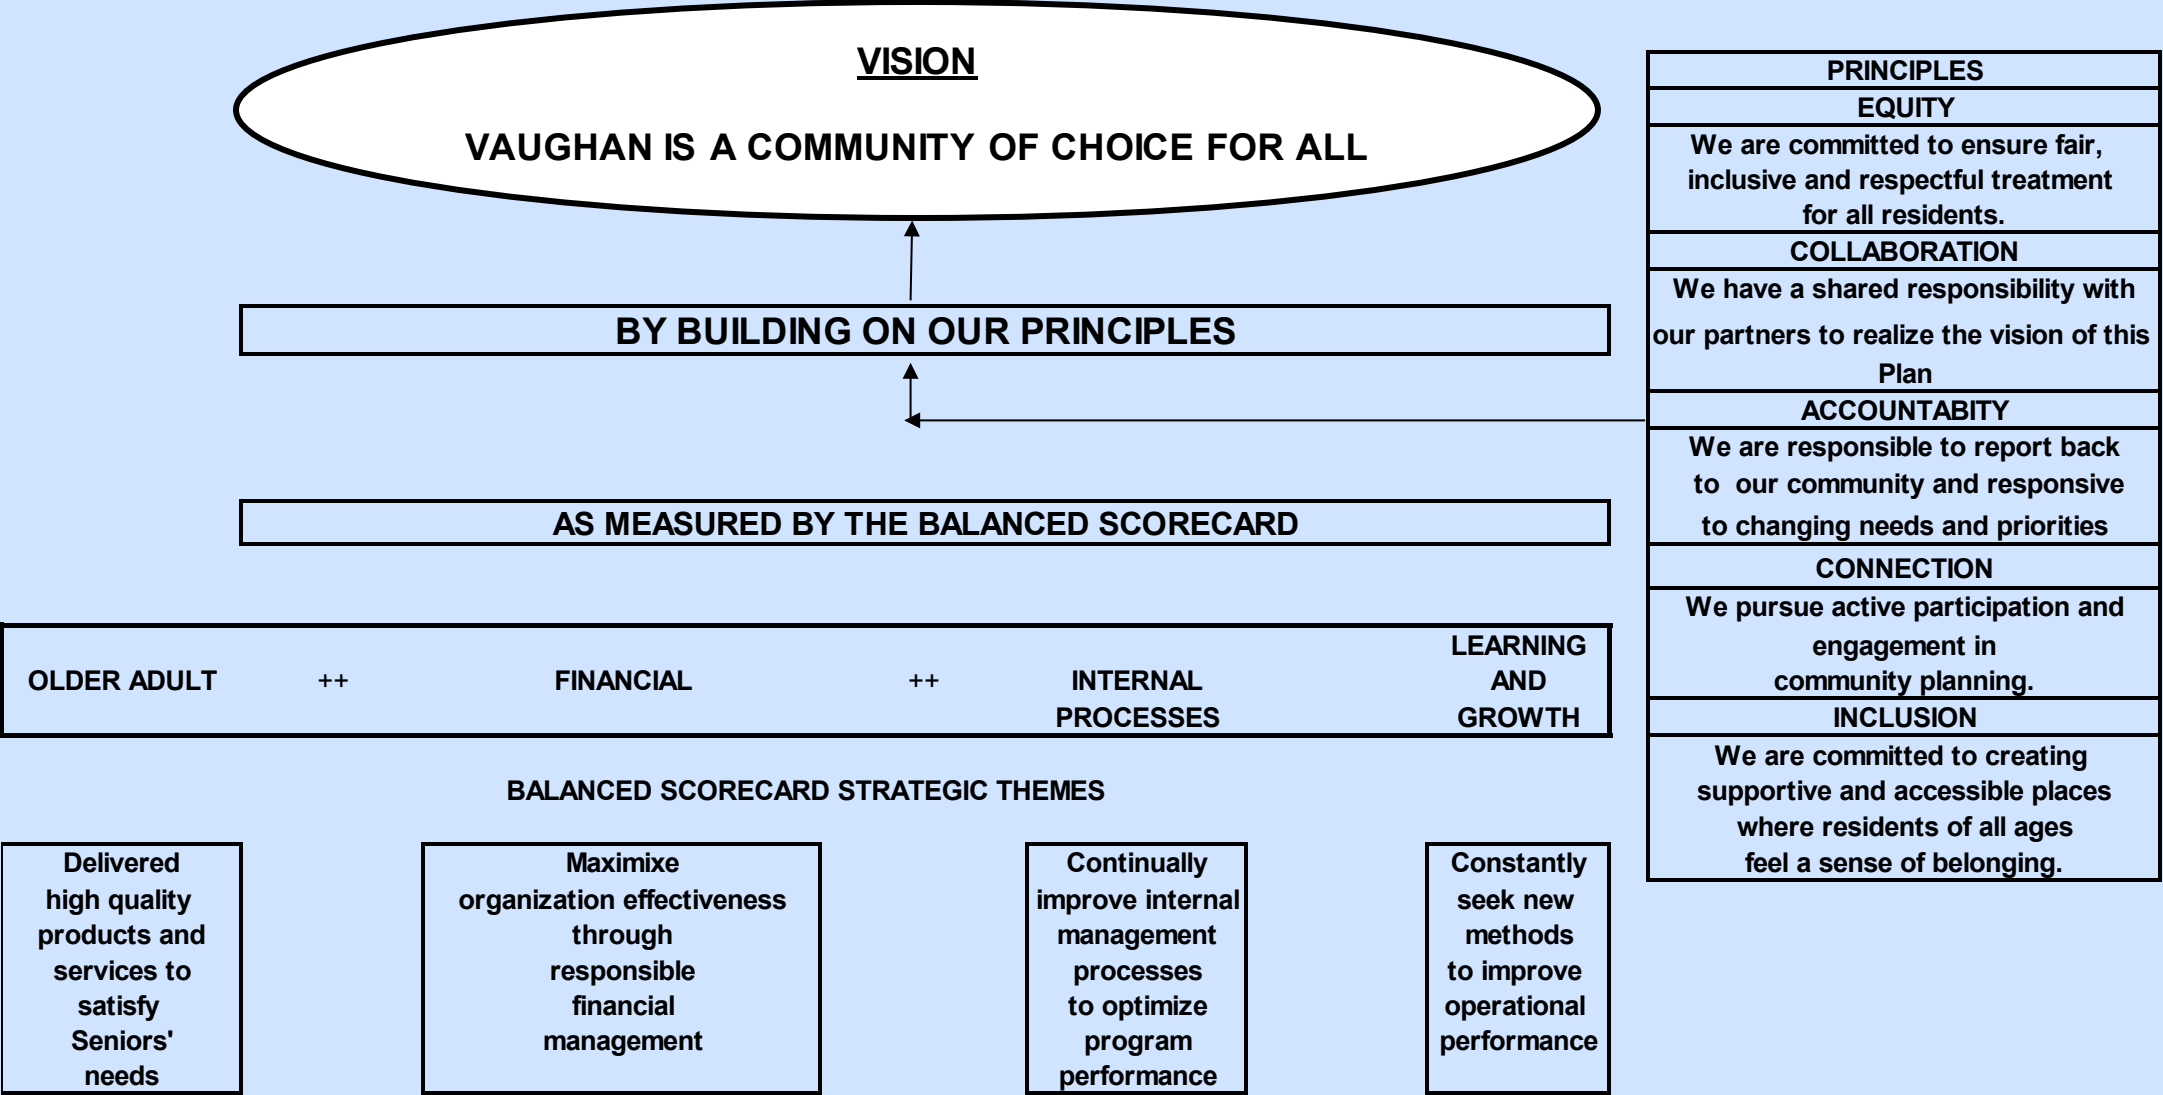 VISION
VAUGHAN IS A COMMUNITY OF CHOICE FOR ALL
BY BUILDING ON OUR PRINCIPLES
AS MEASURED BY THE BALANCED SCORECARD
OLDER ADULT
++
FINANCIAL
++
INTERNAL
PROCESSES
LEARNING
AND
GROWTH
BALANCED SCORECARD STRATEGIC THEMES
Delivered
high quality
products and
services to
satisfy
Seniors'
needs
Maximixe
organization effectiveness
through
responsible
financial
management
Continually
improve internal
management
processes
to optimize
program
performance
Constantly
seek new
methods
to improve
operational
performance
PRINCIPLES
EQUITY
We are committed to ensure fair,
inclusive and respectful treatment
for all residents.
COLLABORATION
We have a shared responsibility with
our partners to realize the vision of this
Plan
ACCOUNTABITY
We are responsible to report back
to our community and responsive
to changing needs and priorities
CONNECTION
We pursue active participation and
engagement in
community planning.
INCLUSION
We are committed to creating
supportive and accessible places
where residents of all ages
feel a sense of belonging.